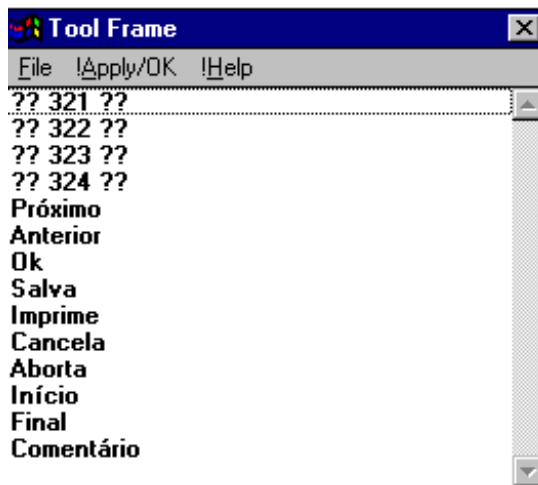 Tool Frame
File !Apply/OK !Help
?? 321 ??
?? 322 ??
?? 323 ??
?? 324 ??
Próximo
Anterior
Ok
Salva
Imprime
Cancela
Aborta
Início
Final
Comentário